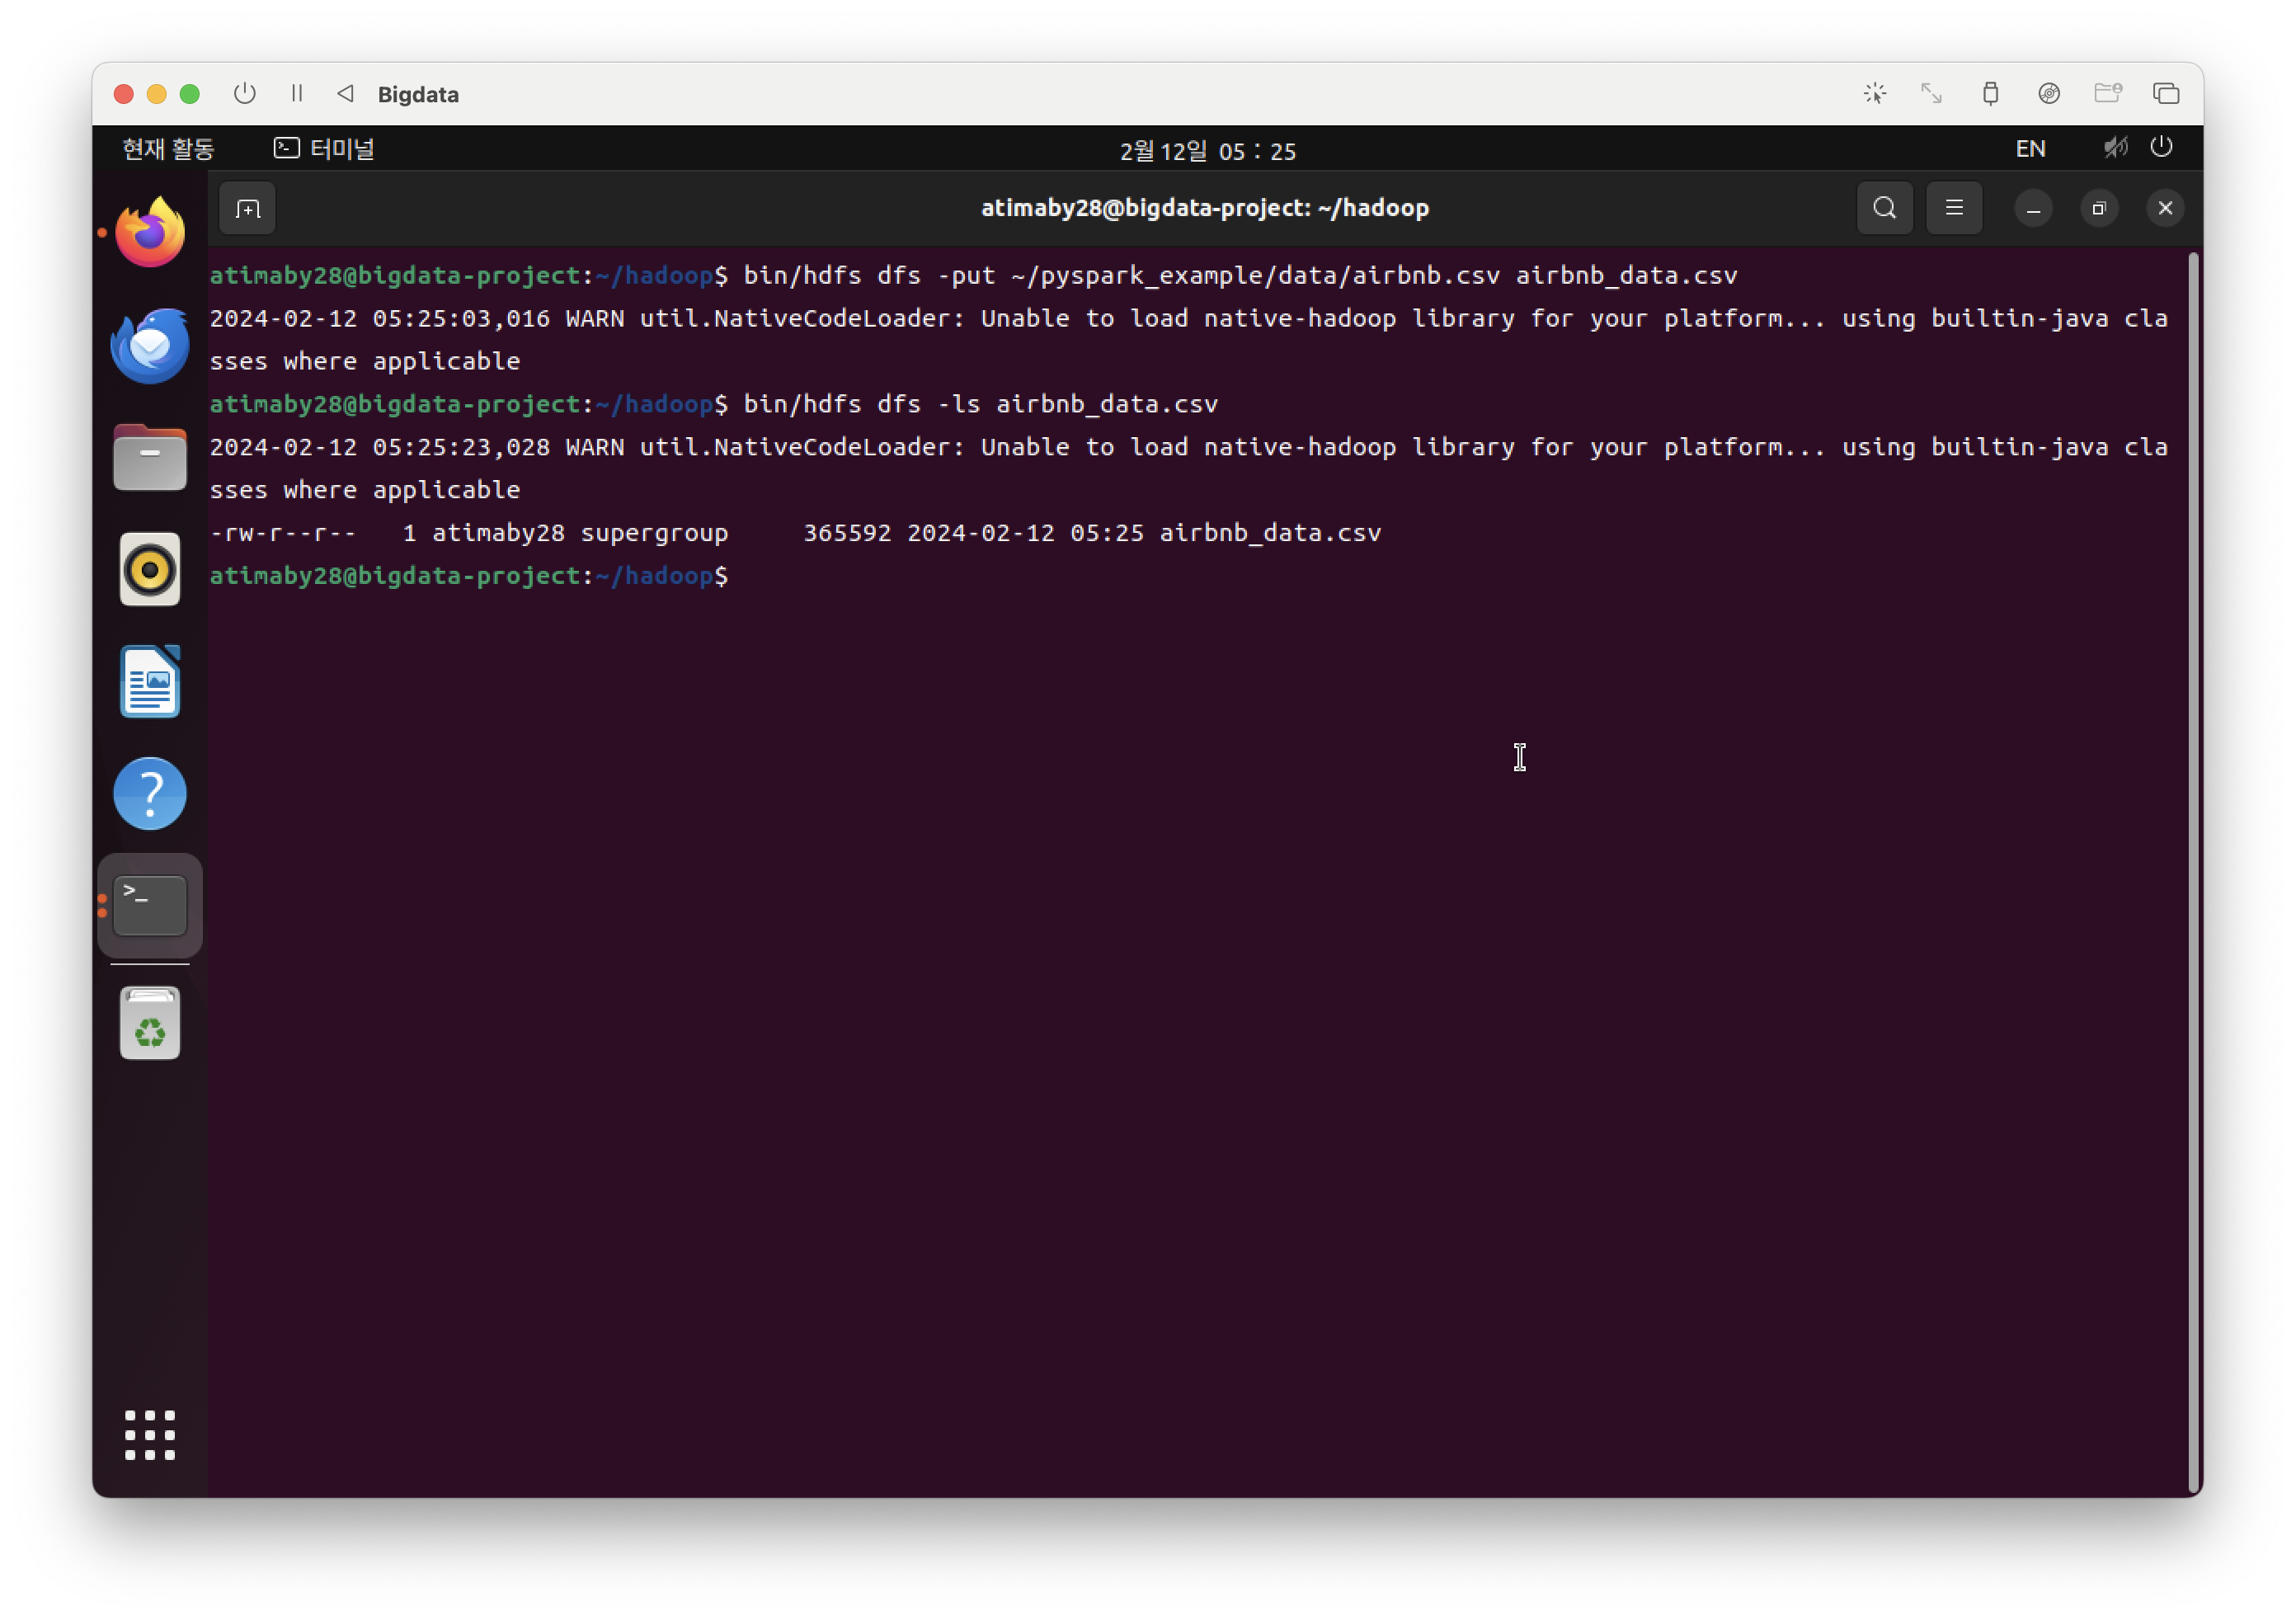 Bigdata
현재 활동 터미널 2월 12일 05 : 25 EN
atimaby28@bigdata-project: ~/hadoop
atimaby28@bigdata-project:~/hadoop$ bin/hdfs dfs -put ~/pyspark_example/data/airbnb.csv airbnb_data.csv
2024-02-12 05:25:03,016 WARN util.NativeCodeLoader: Unable to load native-hadoop library for your platform... using builtin-java cla
sses where applicable
atimaby28@bigdata-project:~/hadoop$ bin/hdfs dfs -ls airbnb_data.csv
2024-02-12 05:25:23,028 WARN util.NativeCodeLoader: Unable to load native-hadoop library for your platform... using builtin-java cla
sses where applicable
-rw-r--r--   1 atimaby28 supergroup     365592 2024-02-12 05:25 airbnb_data.csv
atimaby28@bigdata-project:~/hadoop$